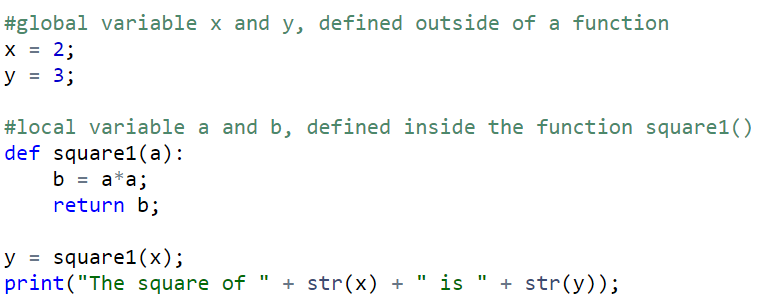 #global variable x and y, defined outside of a function
x = 2;
y = 3;
#local variable a and b, defined inside the function square1()
def square1(a):
    b = a*a;
    return b;
y = square1(x);
print("The square of " + str(x) + " is " + str(y));